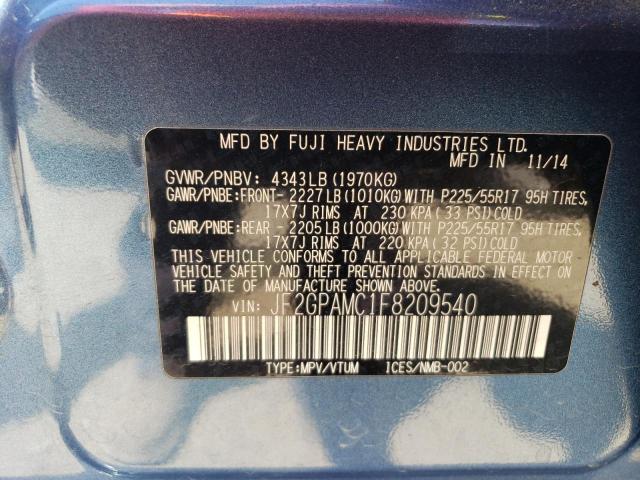 MFD BY FUJI HEAVY INDUSTRIES LTD.
MFD IN 11/14
GVWR/PNBV: 4343LB (1970KG)
GAWR/PNBE:FRONT-2227LB (1010KG) WITH P225/55R17 95H TIRES,
17X7J RIMS AT 230 KPA (33 PSI) COLD
GAWR/PNBE:REAR -2205LB (1000KG) WITH P225/55R17 95H TIRES,
17X7J RIMS AT 220 KPA (32 PSI) COLD
THIS VEHICLE CONFORMS TO ALL APPLICABLE FEDERAL MOTOR
VEHICLE SAFETY AND THEFT PREVENTION STANDARDS IN EFFECT ON
THE DATE OF MANUFACTURE SHOWN ABOVE.
VIN: JF2GPAMC1F8209540
TYPE:MPV/VTUM ICES/NMB-002